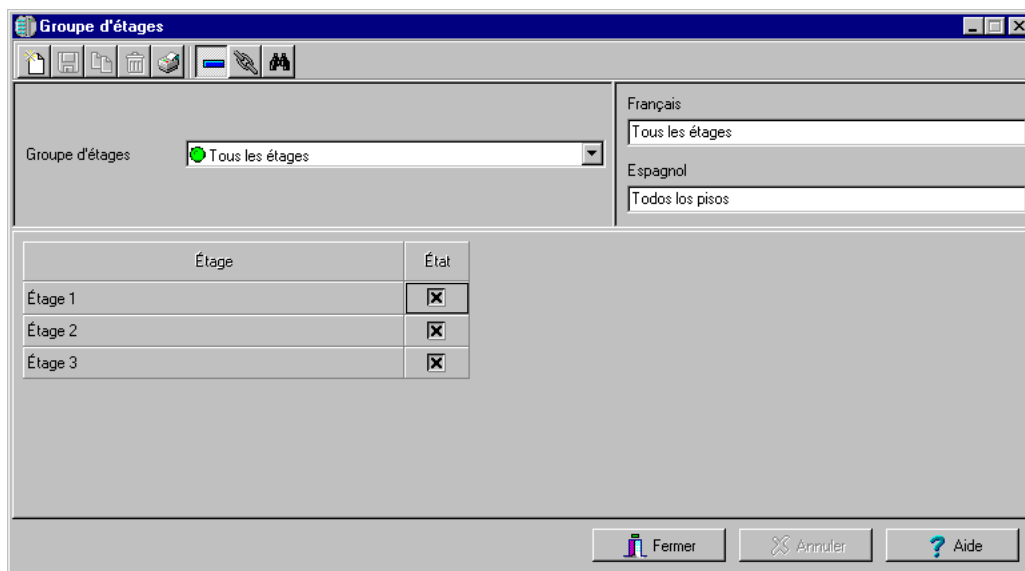 Groupe d'étages
Français
Tous les étages
Groupe d'étages
Tous les étages
Espagnol
Todos los pisos
Étage
État
Étage 1
Étage 2
Étage 3
Fermer
Annuler
Aide